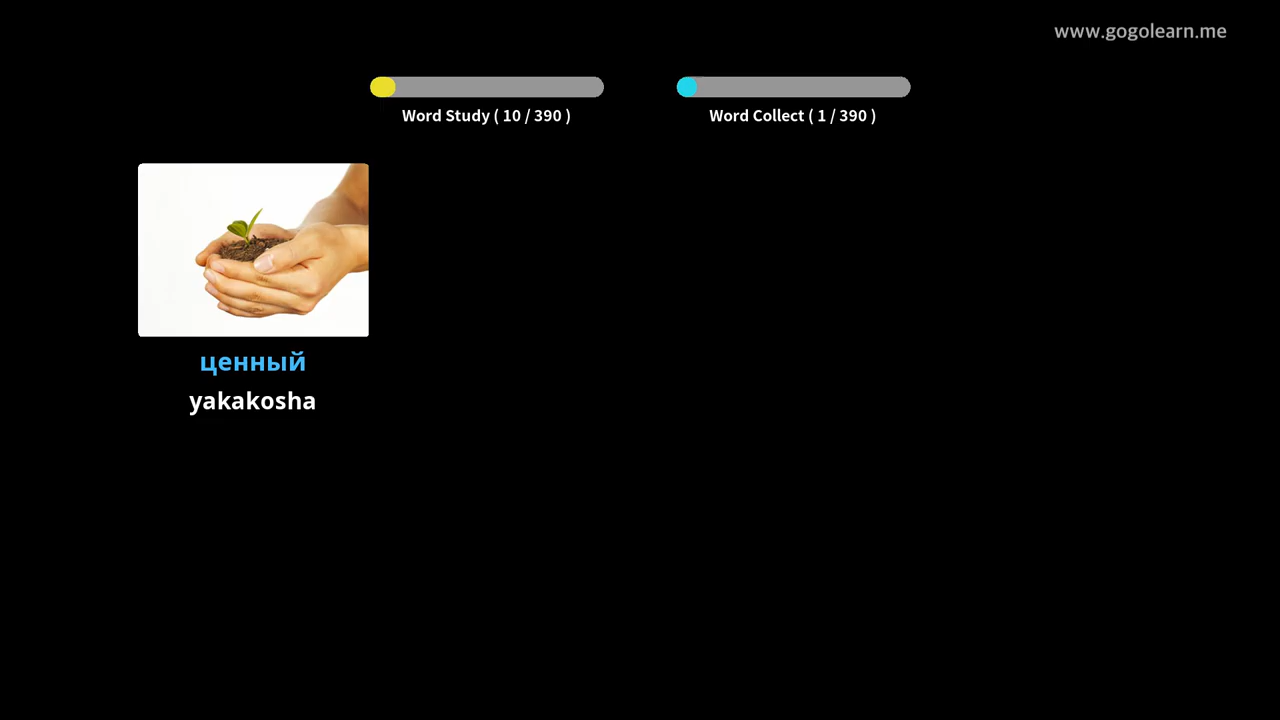 www.gogolearn.me
Word Study ( 10 / 390 )
Word Collect ( 1 / 390 )
ценный
yakakosha